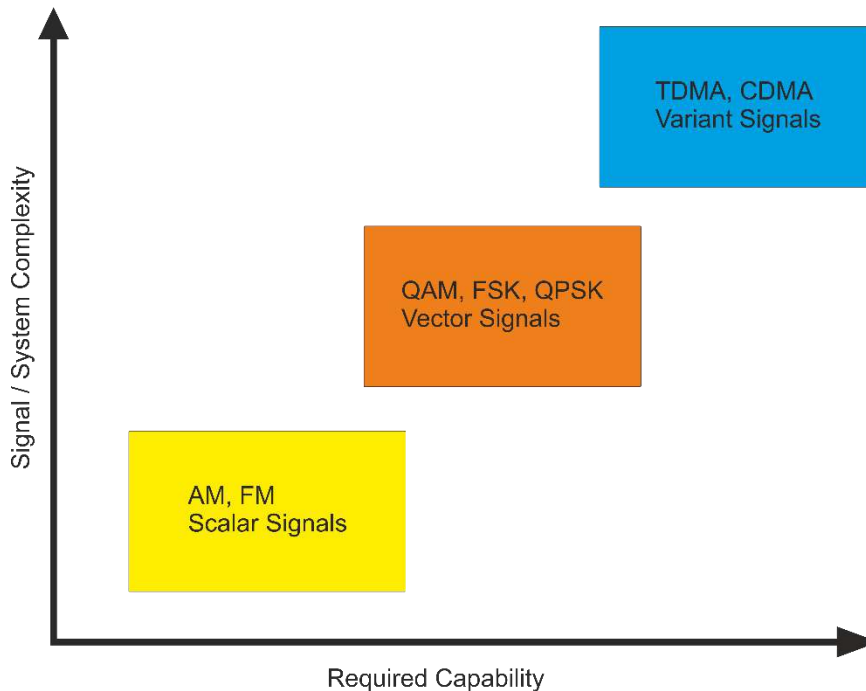 Signal / System Complexity
TDMA, CDMA
Variant Signals
QAM, FSK, QPSK
Vector Signals
AM, FM
Scalar Signals
Required Capability